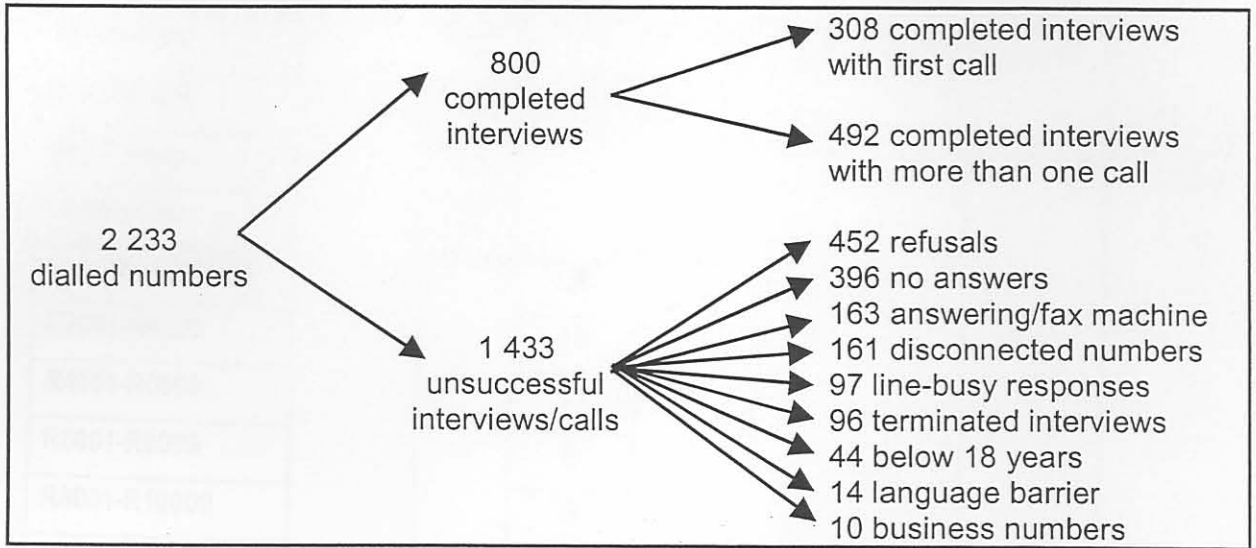 2 233
dialled numbers
800
completed
interviews
308 completed interviews
with first call
492 completed interviews
with more than one call
1 433
unsuccessful
interviews/calls
452 refusals
396 no answers
163 answering/fax machine
161 disconnected numbers
97 line-busy responses
96 terminated interviews
44 below 18 years
14 language barrier
10 business numbers